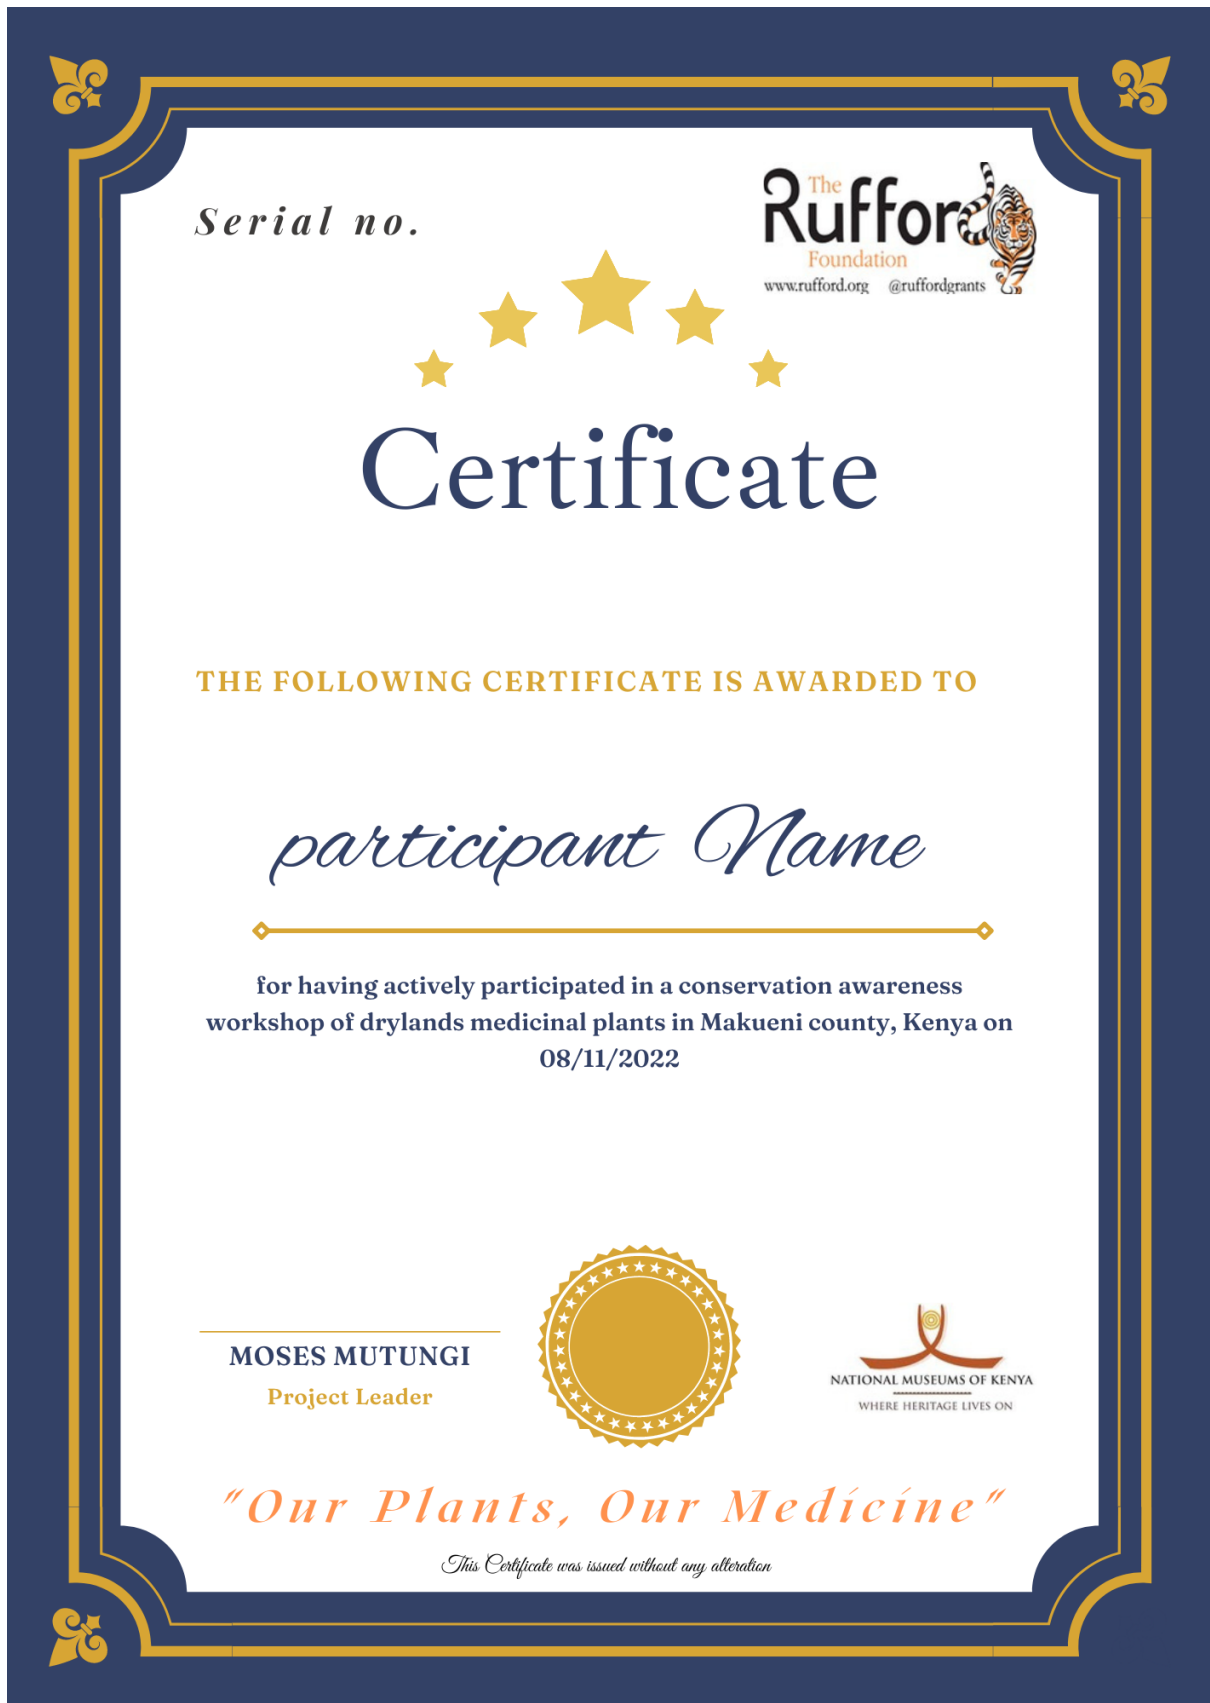 Serial no.
The
Rufford
Foundation
www.rufford.org @ruffordgrants
Certificate
THE FOLLOWING CERTIFICATE IS AWARDED TO
participant Name
for having actively participated in a conservation awareness
workshop of drylands medicinal plants in Makueni county, Kenya on
08/11/2022
MOSES MUTUNGI
Project Leader
NATIONAL MUSEUMS OF KENYA
WHERE HERITAGE LIVES ON
"Our Plants, Our Medicine"
This Certificate was issued without any alteration